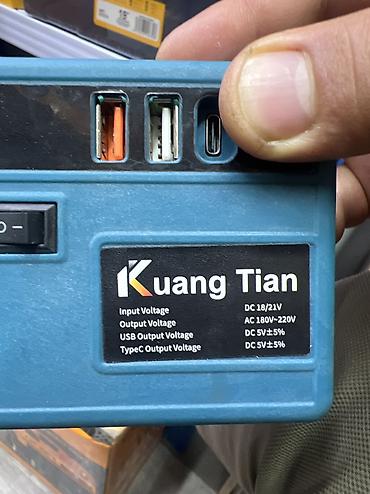 Kuang Tian
Input Voltage DC 18/21V
Output Voltage AC 180V~220V
USB Output Voltage DC 5V±5%
TypeC Output Voltage DC 5V±5%